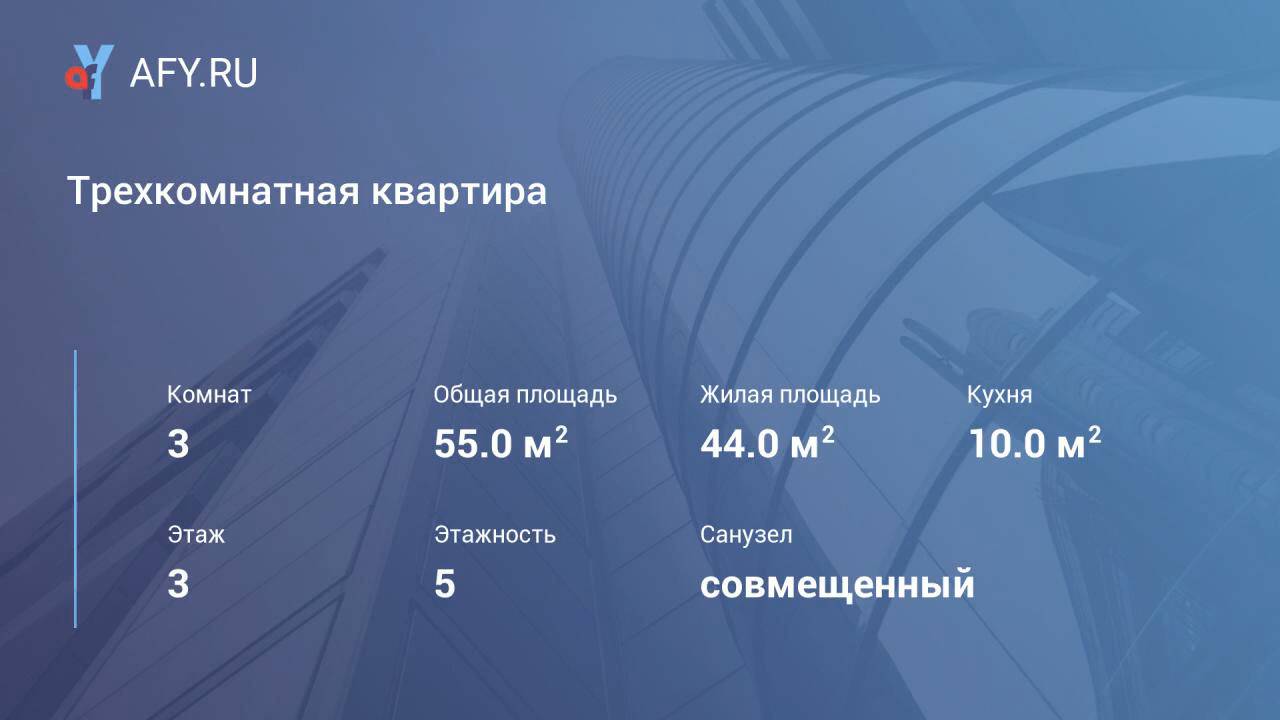 afy AFY.RU
Трехкомнатная квартира
Комнат Общая площадь Жилая площадь Кухня
3 55.0 м² 44.0 м² 10.0 м²
Этаж Этажность Санузел
3 5 совмещенный